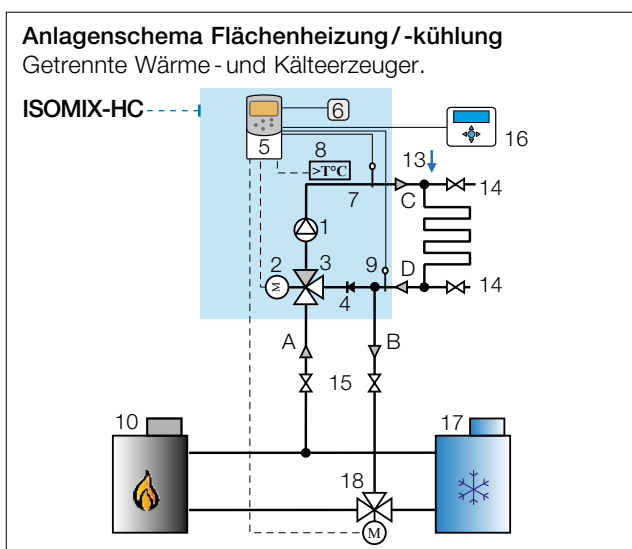 Anlagenschema Flächenheizung/-kühlung
Getrennte Wärme- und Kälteerzeuger.
ISOMIX-HC
6
5
16
8
>T°C
13
7
C
14
1
2
3
9
D
M
4
14
A
B
15
10
17
18
M